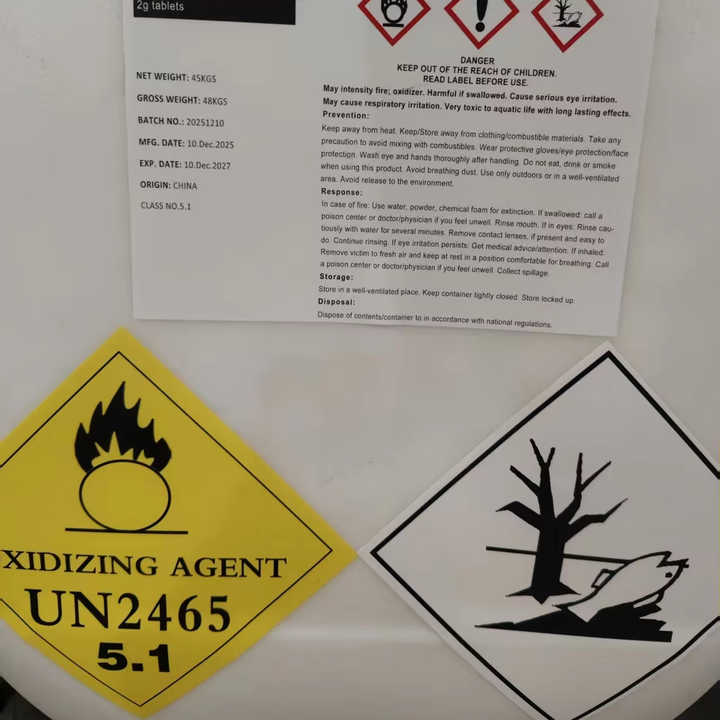 2g tablets
NET WEIGHT: 45KGS
GROSS WEIGHT: 48KGS
BATCH NO.: 20251210
MFG. DATE: 10.Dec.2025
EXP. DATE: 10.Dec.2027
ORIGIN: CHINA
CLASS NO.5.1
DANGER
KEEP OUT OF THE REACH OF CHILDREN.
READ LABEL BEFORE USE.
May intensity fire; oxidizer. Harmful if swallowed. Cause serious eye irritation.
May cause respiratory irritation. Very toxic to aquatic life with long lasting effects.
Prevention:
Keep away from heat. Keep/Store away from clothing/combustible materials. Take any
precaution to avoid mixing with combustibles. Wear protective gloves/eye protection/face
protection. Wash eye and hands thoroughly after handling. Do not eat, drink or smoke
when using this product. Avoid breathing dust. Use only outdoors or in a well-ventilated
area. Avoid release to the environment.
Response:
In case of fire: Use water, powder, chemical foam for extinction. If swallowed: call a
poison center or doctor/physician if you feel unwell. Rinse mouth. If in eyes: Rinse cau-
tiously with water for several minutes. Remove contact lenses, if present and easy to
do. Continue rinsing. If eye irritation persists: Get medical advice/attention. If inhaled:
Remove victim to fresh air and keep at rest in a position comfortable for breathing. Call
a poison center or doctor/physician if you feel unwell. Collect spillage.
Storage:
Store in a well-ventilated place. Keep container tightly closed. Store locked up.
Disposal:
Dispose of contents/container to in accordance with national regulations.
XIDIZING AGENT
UN2465
5.1